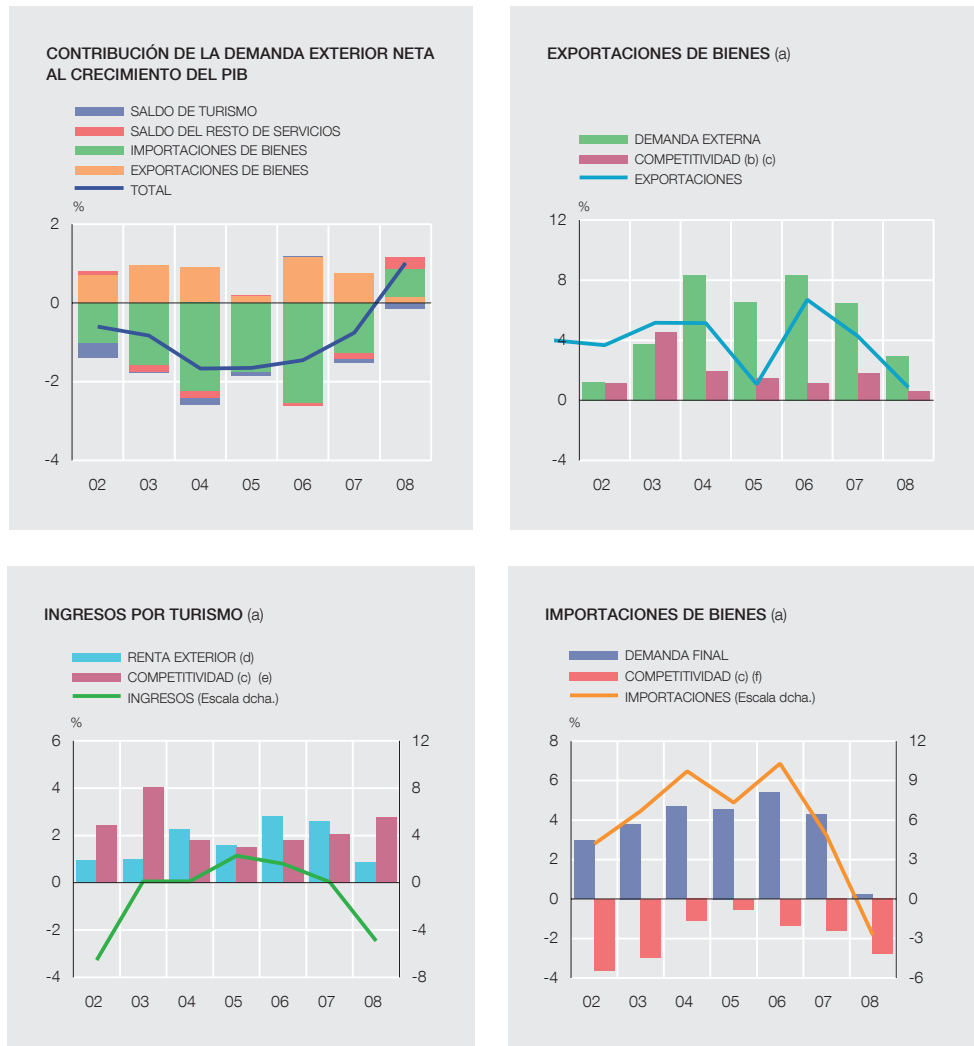 CONTRIBUCIÓN DE LA DEMANDA EXTERIOR NETA
AL CRECIMIENTO DEL PIB
SALDO DE TURISMO
SALDO DEL RESTO DE SERVICIOS
IMPORTACIONES DE BIENES
EXPORTACIONES DE BIENES
TOTAL
%
2
0
-2
-4
02 03 04 05 06 07 08
EXPORTACIONES DE BIENES (a)
DEMANDA EXTERNA
COMPETITIVIDAD (b) (c)
EXPORTACIONES
%
12
8
4
0
-4
02 03 04 05 06 07 08
INGRESOS POR TURISMO (a)
RENTA EXTERIOR (d)
COMPETITIVIDAD (c) (e)
INGRESOS (Escala dcha.)
%
6 12
4 8
2 4
0 0
-2 -4
-4 -8
02 03 04 05 06 07 08
IMPORTACIONES DE BIENES (a)
DEMANDA FINAL
COMPETITIVIDAD (c) (f)
IMPORTACIONES (Escala dcha.)
%
8 12
6 9
4 6
2 3
0 0
-2 -3
-4 -6
02 03 04 05 06 07 08